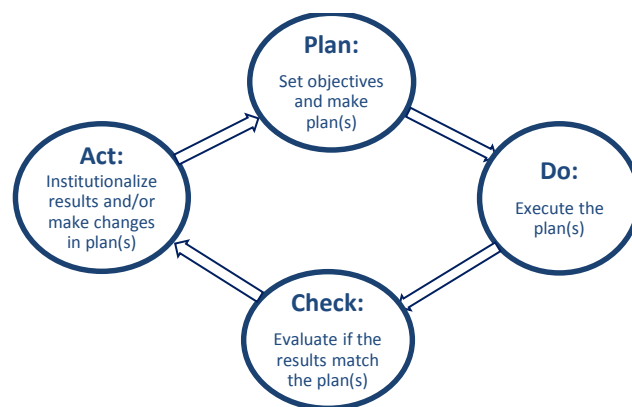 Plan:
Set objectives
and make
plan(s)
Do:
Execute the
plan(s)
Check:
Evaluate if the
results match
the plan(s)
Act:
Institutionalize
results and/or
make changes
in plan(s)